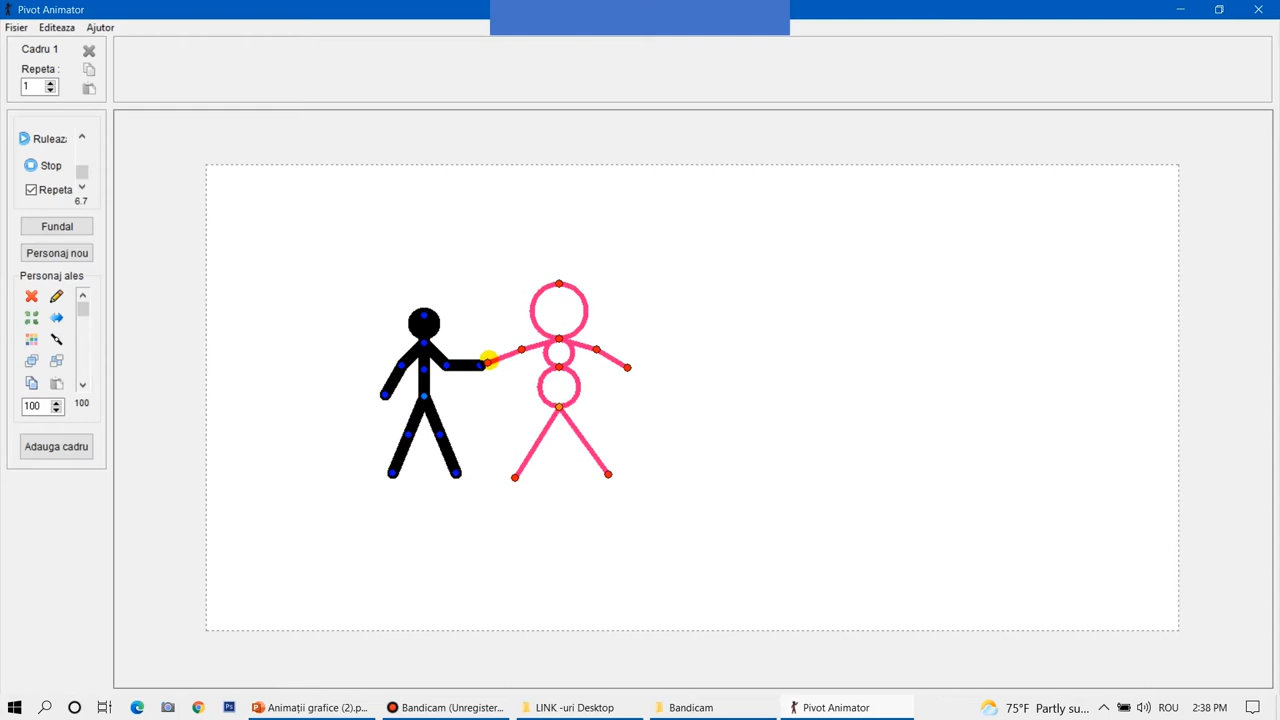 Pivot Animator
Fisier Editeaza Ajutor
Cadru 1
Repeta :
1
Ruleaza
Stop
Repeta
6.7
Fundal
Personaj nou
Personaj ales
100 100
Adauga cadru
Animații grafice (2).p... Bandicam (Unregister... LINK -uri Desktop Bandicam Pivot Animator 75°F Partly su... ROU 2:38 PM